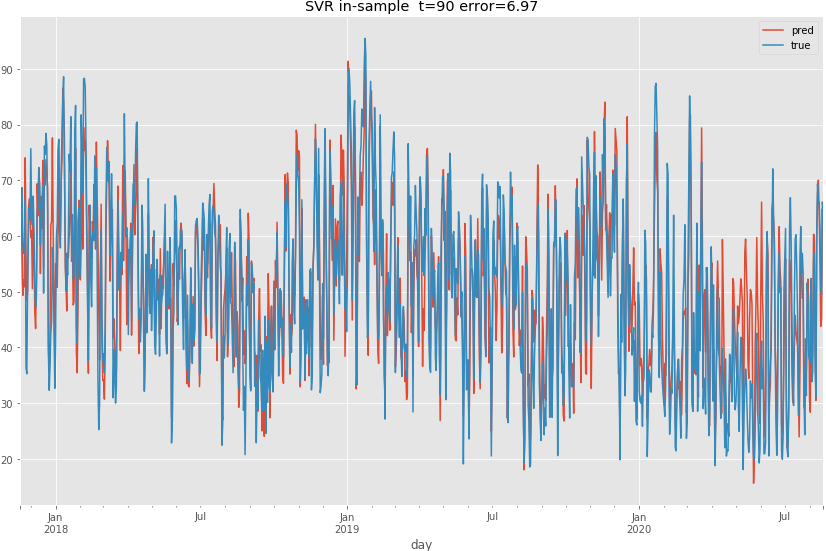 SVR in-sample  t=90 error=6.97
pred
true
90
80
70
60
50
40
30
20
Jan
2018
Jul
Jan
2019
Jul
Jan
2020
Jul
day